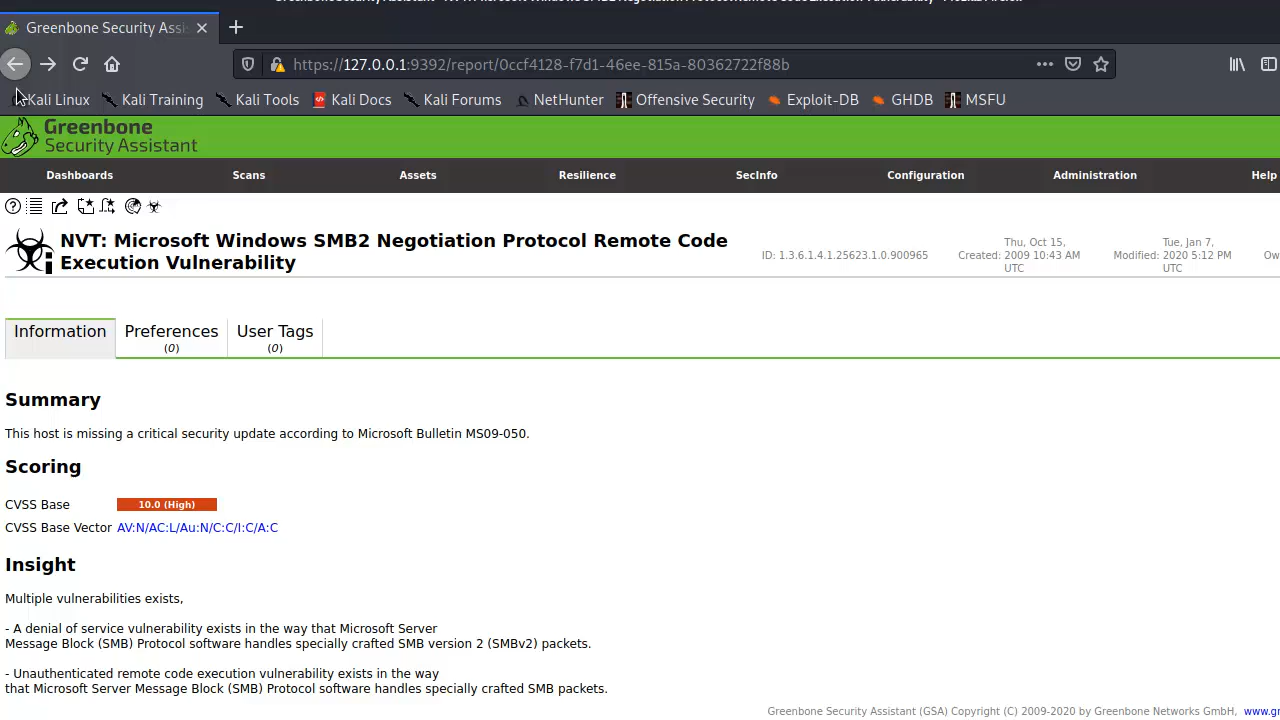 Greenbone Security Assi
https://127.0.0.1:9392/report/0ccf4128-f7d1-46ee-815a-80362722f88b
Kali Linux Kali Training Kali Tools Kali Docs Kali Forums NetHunter Offensive Security Exploit-DB GHDB MSFU
Greenbone
Security Assistant
Dashboards Scans Assets Resilience SecInfo Configuration Administration Help
NVT: Microsoft Windows SMB2 Negotiation Protocol Remote Code
Execution Vulnerability
ID: 1.3.6.1.4.1.25623.1.0.900965
Thu, Oct 15,
Created: 2009 10:43 AM
UTC
Tue, Jan 7,
Modified: 2020 5:12 PM
UTC
Ow
Information Preferences User Tags
(0) (0)
Summary
This host is missing a critical security update according to Microsoft Bulletin MS09-050.
Scoring
CVSS Base 10.0 (High)
CVSS Base Vector AV:N/AC:L/Au:N/C:C/I:C/A:C
Insight
Multiple vulnerabilities exists,
- A denial of service vulnerability exists in the way that Microsoft Server
Message Block (SMB) Protocol software handles specially crafted SMB version 2 (SMBv2) packets.
- Unauthenticated remote code execution vulnerability exists in the way
that Microsoft Server Message Block (SMB) Protocol software handles specially crafted SMB packets.
Greenbone Security Assistant (GSA) Copyright (C) 2009-2020 by Greenbone Networks GmbH, www.gr